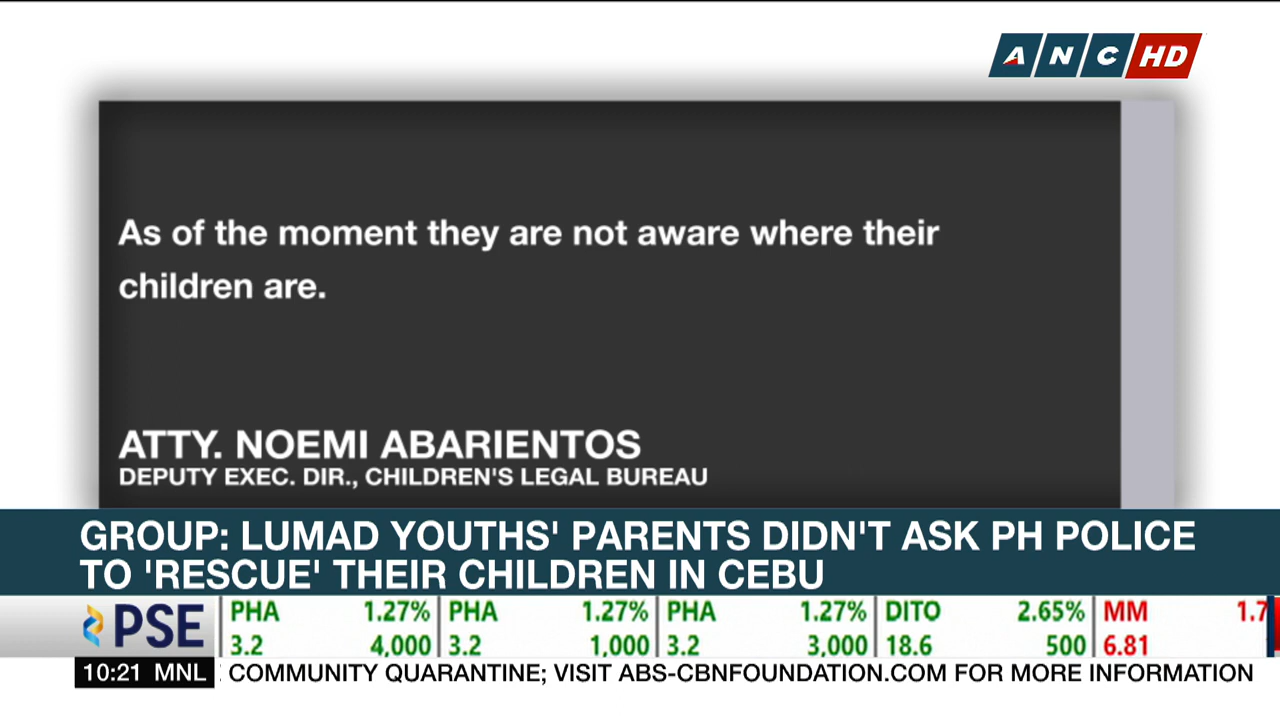 ANC HD
As of the moment they are not aware where their
children are.
ATTY. NOEMI ABARIENTOS
DEPUTY EXEC. DIR., CHILDREN'S LEGAL BUREAU
GROUP: LUMAD YOUTHS' PARENTS DIDN'T ASK PH POLICE
TO 'RESCUE' THEIR CHILDREN IN CEBU
PSE
PHA 1.27% PHA 1.27% PHA 1.27% DITO 2.65% MM 1.7
3.2 4,000 3.2 1,000 3.2 3,000 18.6 500 6.81
10:21 MNL COMMUNITY QUARANTINE; VISIT ABS-CBNFOUNDATION.COM FOR MORE INFORMATION